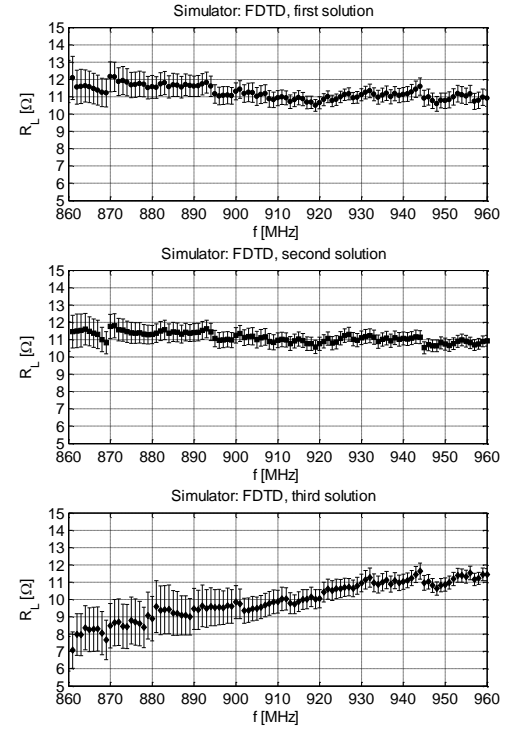 Simulator: FDTD, first solution
15
14
13
12
11
10
9
8
7
6
5
R_L [Ω]
860 870 880 890 900 910 920 930 940 950 960
f [MHz]
Simulator: FDTD, second solution
15
14
13
12
11
10
9
8
7
6
5
R_L [Ω]
860 870 880 890 900 910 920 930 940 950 960
f [MHz]
Simulator: FDTD, third solution
15
14
13
12
11
10
9
8
7
6
5
R_L [Ω]
860 870 880 890 900 910 920 930 940 950 960
f [MHz]